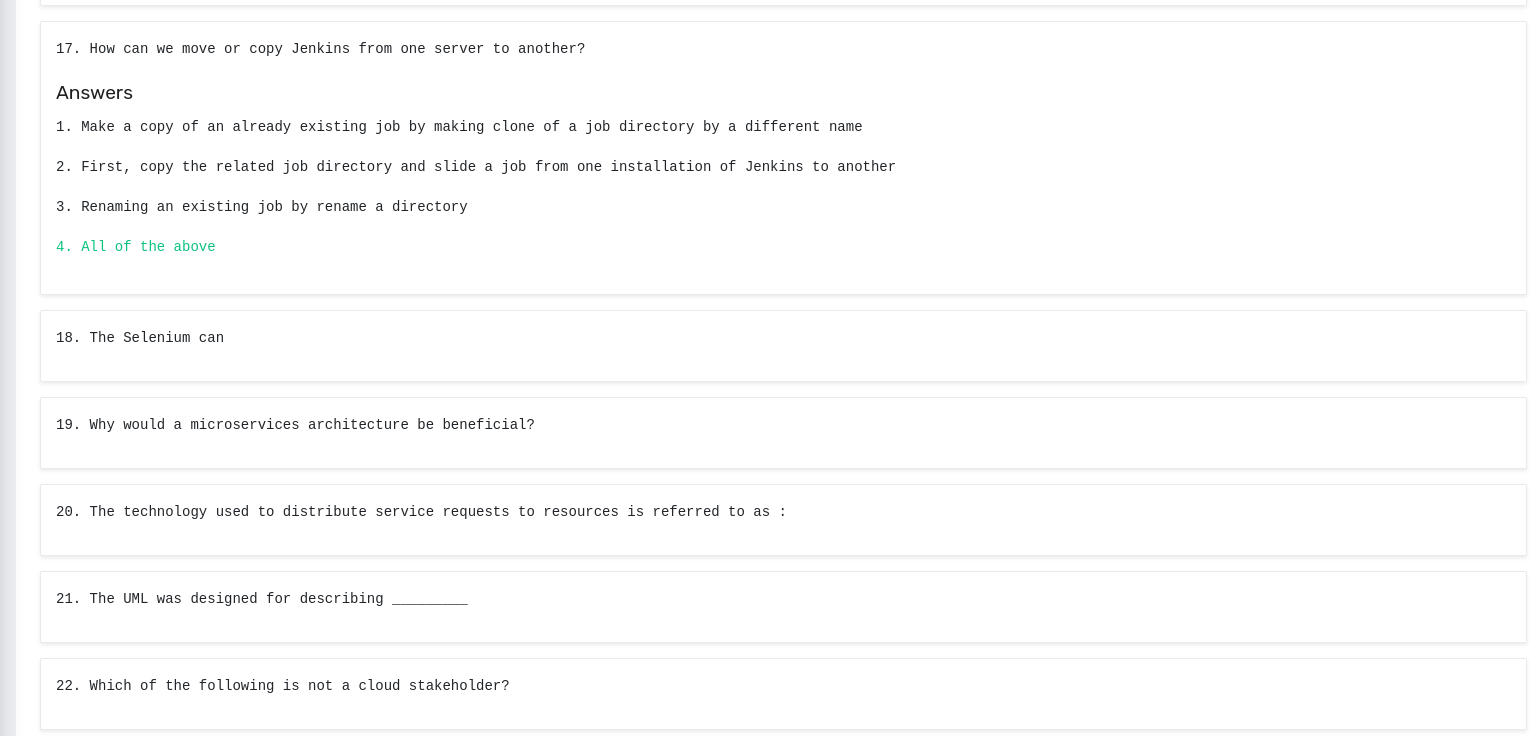 17. How can we move or copy Jenkins from one server to another?
Answers
1. Make a copy of an already existing job by making clone of a job directory by a different name
2. First, copy the related job directory and slide a job from one installation of Jenkins to another
3. Renaming an existing job by rename a directory
4. All of the above
18. The Selenium can
19. Why would a microservices architecture be beneficial?
20. The technology used to distribute service requests to resources is referred to as :
21. The UML was designed for describing _________
22. Which of the following is not a cloud stakeholder?